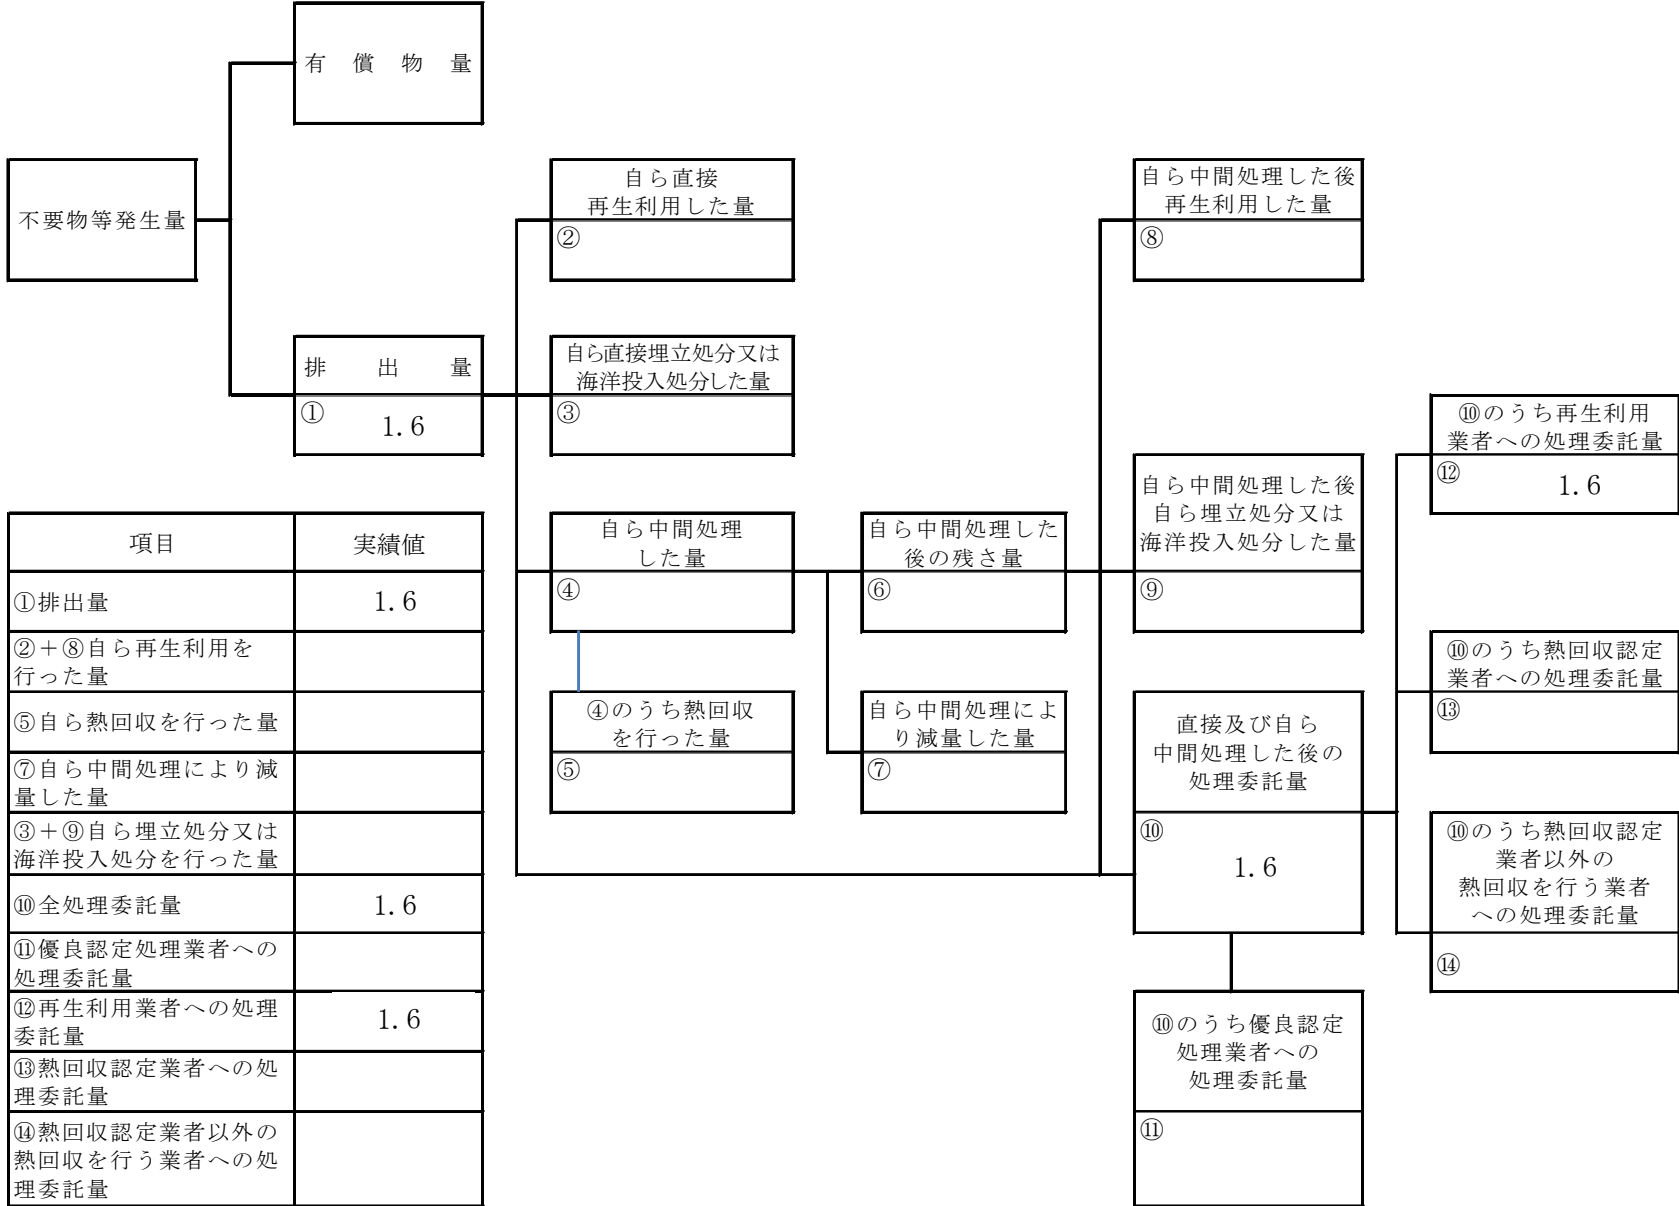 有償物量
不要物等発生量
排出量
①
1.6
自ら直接
再生利用した量
②
自ら直接埋立処分又は
海洋投入処分した量
③
自ら中間処理
した量
④
④のうち熱回収
を行った量
⑤
自ら中間処理した
後の残さ量
⑥
自ら中間処理によ
り減量した量
⑦
自ら中間処理した後
再生利用した量
⑧
自ら中間処理した後
自ら埋立処分又は
海洋投入処分した量
⑨
直接及び自ら
中間処理した後の
処理委託量
⑩
1.6
⑩のうち優良認定
処理業者への
処理委託量
⑪
⑩のうち再生利用
業者への処理委託量
⑫
1.6
⑩のうち熱回収認定
業者への処理委託量
⑬
⑩のうち熱回収認定
業者以外の
熱回収を行う業者
への処理委託量
⑭
項目 実績値
①排出量 1.6
②+⑧自ら再生利用を
行った量
⑤自ら熱回収を行った量
⑦自ら中間処理により減
量した量
③+⑨自ら埋立処分又は
海洋投入処分を行った量
⑩全処理委託量 1.6
⑪優良認定処理業者への
処理委託量
⑫再生利用業者への処理
委託量 1.6
⑬熱回収認定業者への処
理委託量
⑭熱回収認定業者以外の
熱回収を行う業者への処
理委託量